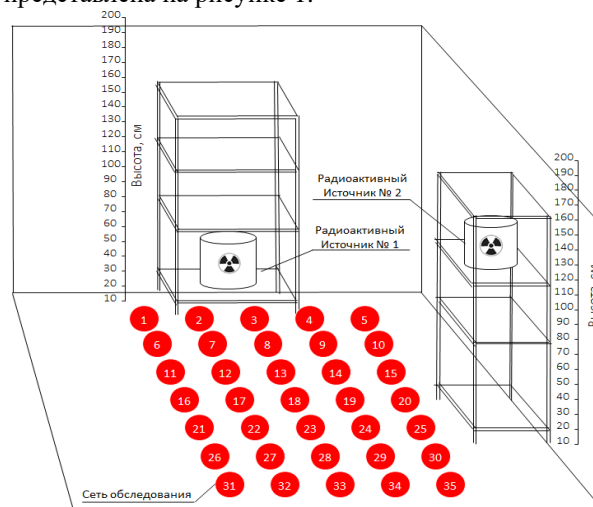 представлена на рисунке 1.
200
190
180
170
160
150
140
130
120
110
100
90
80
70
60
50
40
30
20
10
Высота, см
Радиоактивный
Источник № 2
Радиоактивный
Источник № 1
200
190
180
170
160
150
140
130
120
110
100
90
80
70
60
50
40
30
20
10
Высота, см
1 2 3 4 5
6 7 8 9 10
11 12 13 14 15
16 17 18 19 20
21 22 23 24 25
26 27 28 29 30
31 32 33 34 35
Сеть обследования